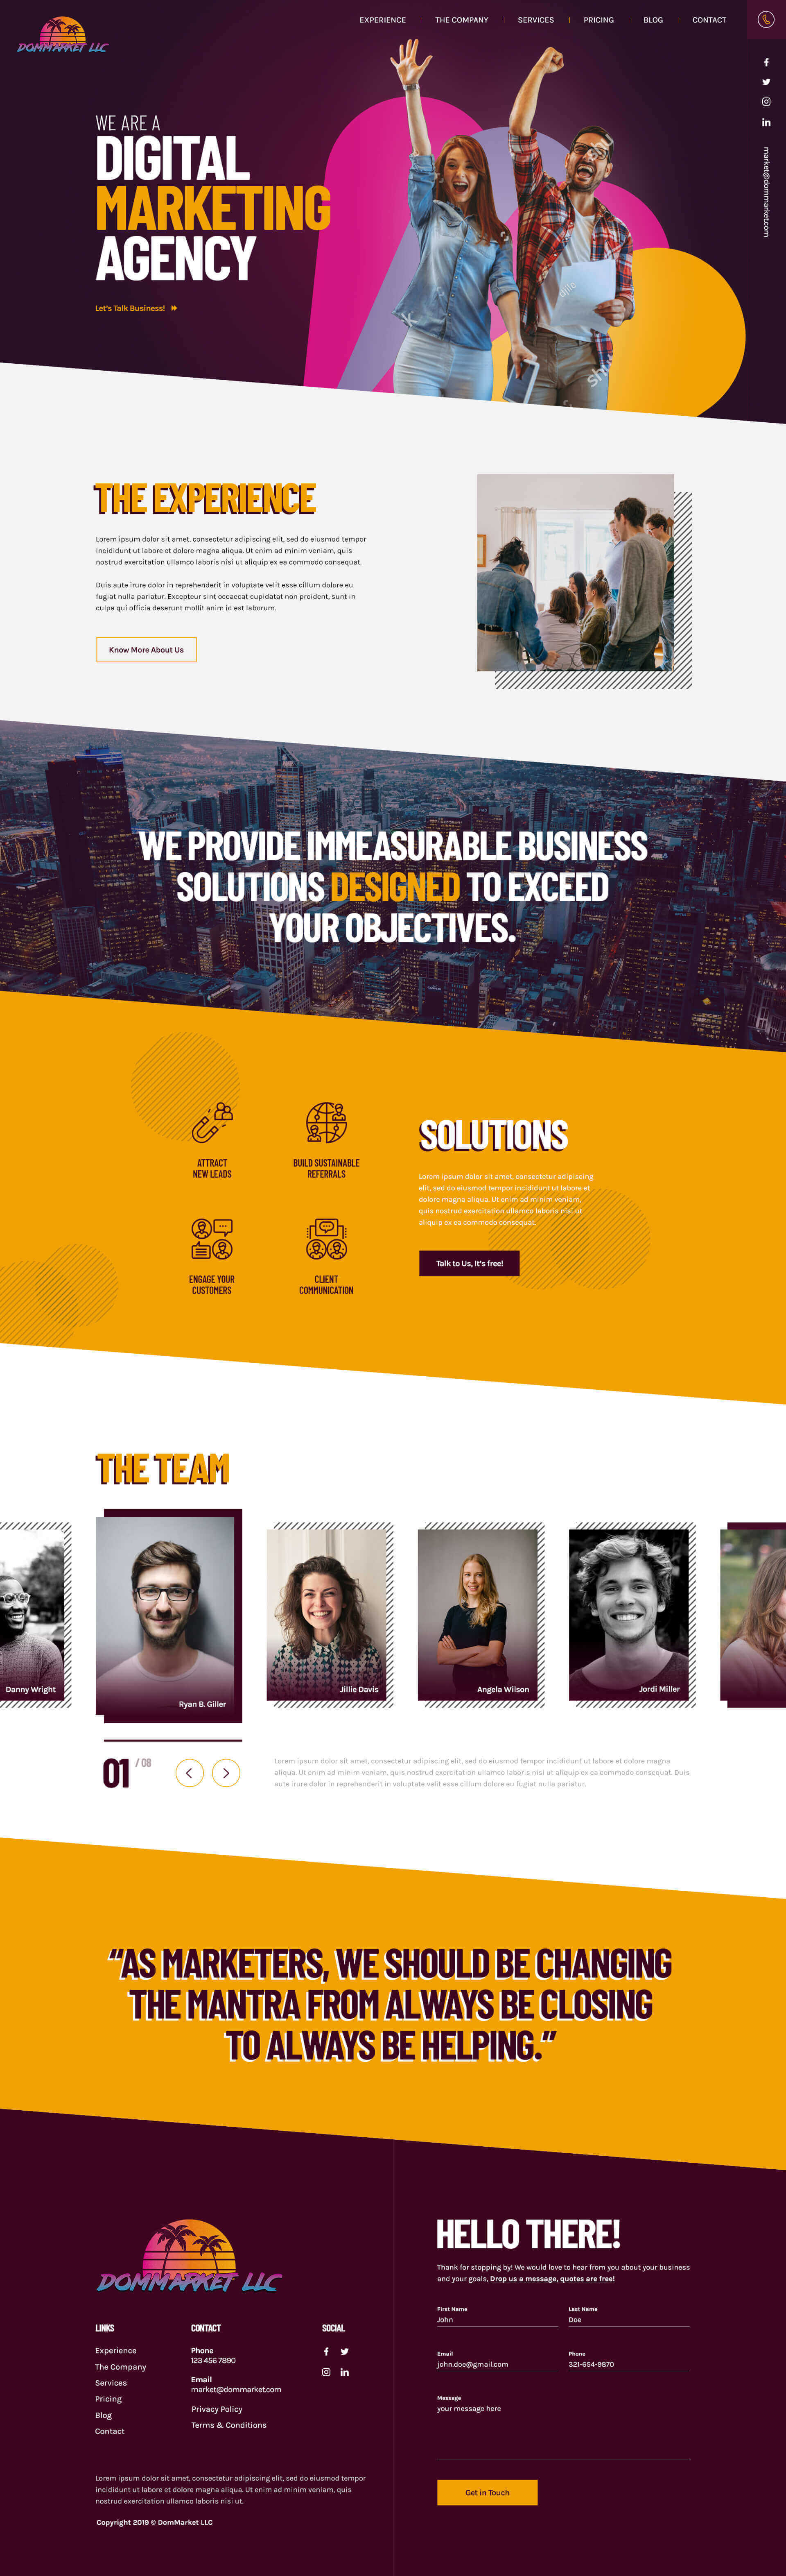 DOMMARKET LLC
EXPERIENCE
THE COMPANY
SERVICES
PRICING
BLOG
CONTACT
market@dommarket.com
WE ARE A
DIGITAL
MARKETING
AGENCY
Let's Talk Business!
THE EXPERIENCE
Lorem ipsum dolor sit amet, consectetur adipiscing elit, sed do eiusmod tempor
incididunt ut labore et dolore magna aliqua. Ut enim ad minim veniam, quis
nostrud exercitation ullamco laboris nisi ut aliquip ex ea commodo consequat.
Duis aute irure dolor in reprehenderit in voluptate velit esse cillum dolore eu
fugiat nulla pariatur. Excepteur sint occaecat cupidatat non proident, sunt in
culpa qui officia deserunt mollit anim id est laborum.
Know More About Us
WE PROVIDE IMMEASURABLE BUSINESS
SOLUTIONS DESIGNED TO EXCEED
YOUR OBJECTIVES.
ATTRACT
NEW LEADS
BUILD SUSTAINABLE
REFERRALS
ENGAGE YOUR
CUSTOMERS
CLIENT
COMMUNICATION
SOLUTIONS
Lorem ipsum dolor sit amet, consectetur adipiscing
elit, sed do eiusmod tempor incididunt ut labore et
dolore magna aliqua. Ut enim ad minim veniam,
quis nostrud exercitation ullamco laboris nisi ut
aliquip ex ea commodo consequat.
Talk to Us, It's free!
THE TEAM
Danny Wright
Ryan B. Giller
Jillie Davis
Angela Wilson
Jordi Miller
01 / 08
Lorem ipsum dolor sit amet, consectetur adipiscing elit, sed do eiusmod tempor incididunt ut labore et dolore magna
aliqua. Ut enim ad minim veniam, quis nostrud exercitation ullamco laboris nisi ut aliquip ex ea commodo consequat. Duis
aute irure dolor in reprehenderit in voluptate velit esse cillum dolore eu fugiat nulla pariatur.
“AS MARKETERS, WE SHOULD BE CHANGING
THE MANTRA FROM ALWAYS BE CLOSING
TO ALWAYS BE HELPING.”
DOMMARKET LLC
LINKS
Experience
The Company
Services
Pricing
Blog
Contact
CONTACT
Phone
123 456 7890
Email
market@dommarket.com
Privacy Policy
Terms & Conditions
SOCIAL
Lorem ipsum dolor sit amet, consectetur adipiscing elit, sed do eiusmod tempor
incididunt ut labore et dolore magna aliqua. Ut enim ad minim veniam, quis
nostrud exercitation ullamco laboris nisi ut.
Copyright 2019 © DomMarket LLC
HELLO THERE!
Thank for stopping by! We would love to hear from you about your business
and your goals, Drop us a message, quotes are free!
First Name
John
Last Name
Doe
Email
john.doe@gmail.com
Phone
321-654-9870
Message
your message here
Get in Touch